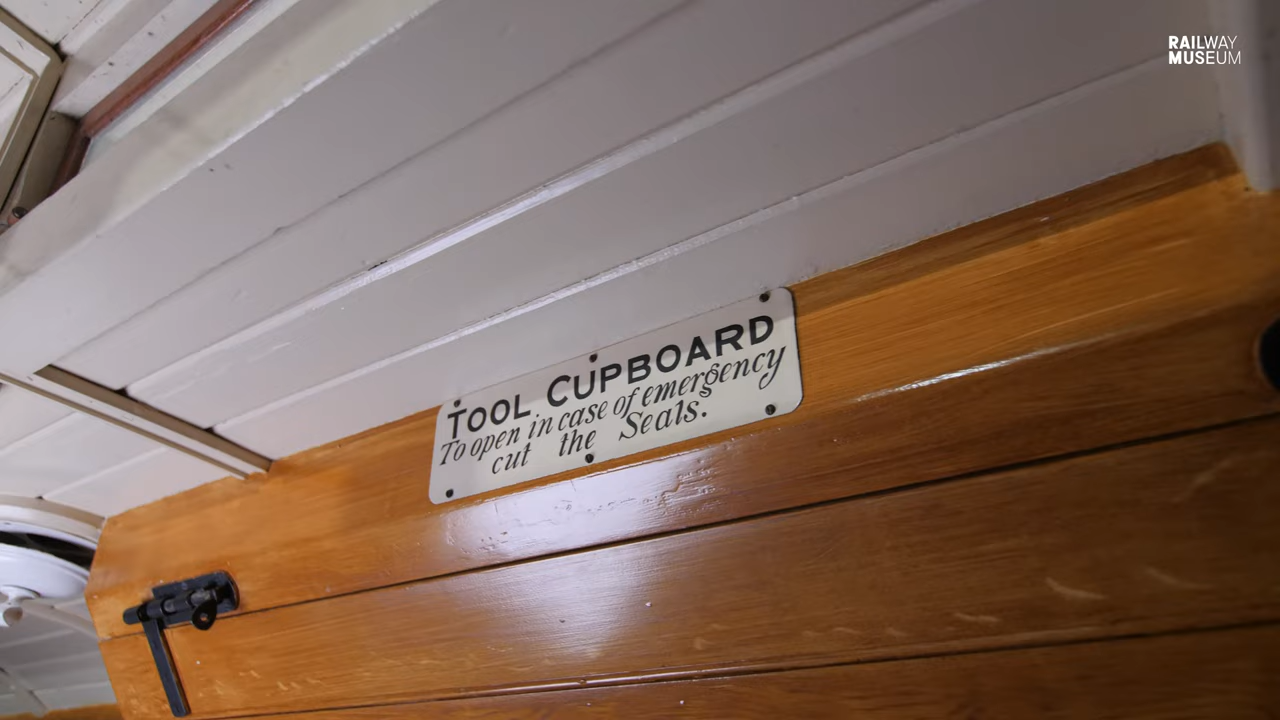 RAILWAY
MUSEUM
TOOL CUPBOARD
To open in case of emergency
cut the Seals.